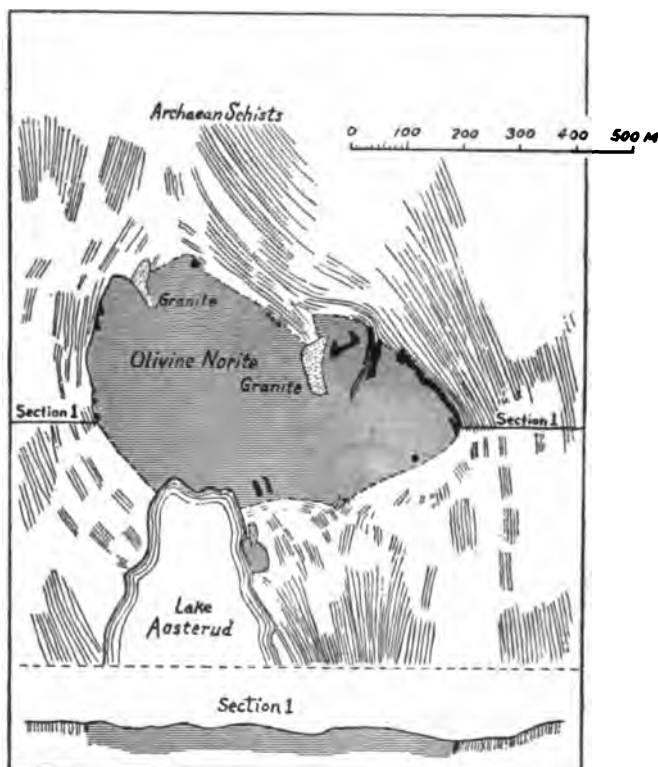 Archaean Schists
0 100 200 300 400 500 M
Granite
Olivine Norite
Granite
Section 1
Section 1
Lake
Aasterud
Section 1